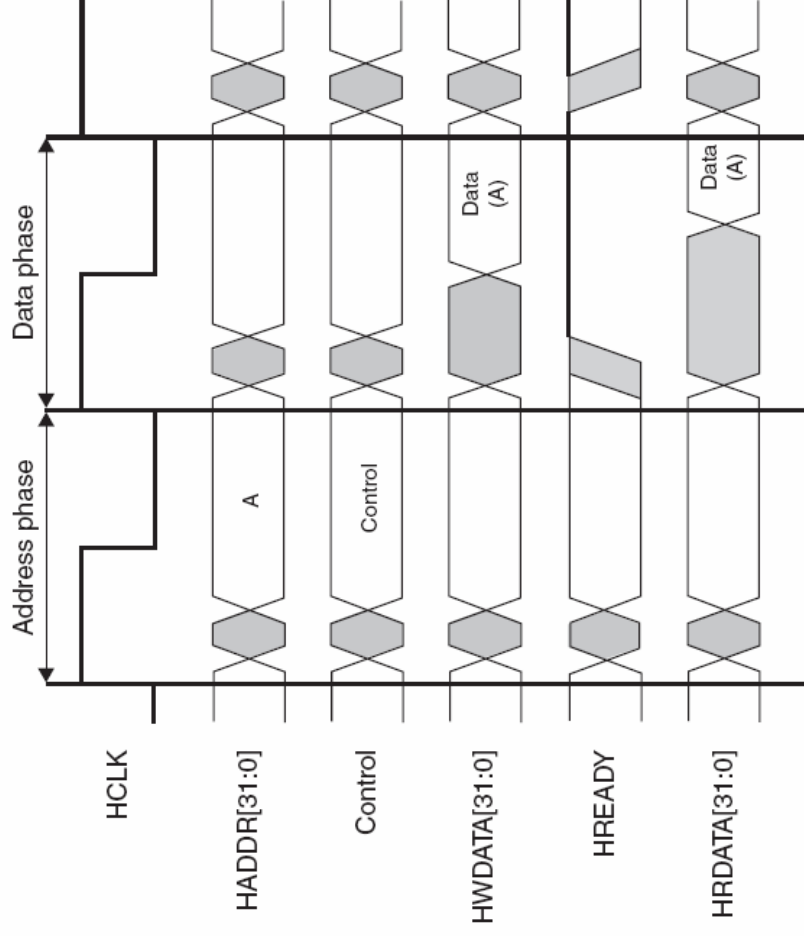 Address phase
Data phase
HCLK
HADDR[31:0]
A
Control
Control
HWDATA[31:0]
Data
(A)
HREADY
HRDATA[31:0]
Data
(A)